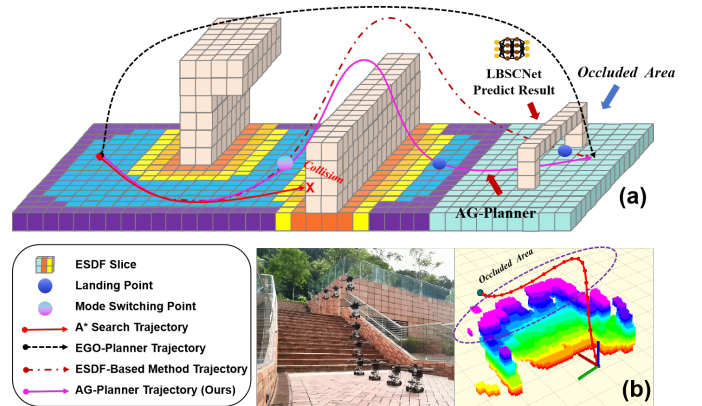 LBSCNet
Predict Result
Occluded Area
Collision
X
AG-Planner
(a)
ESDF Slice
Landing Point
Mode Switching Point
A* Search Trajectory
EGO-Planner Trajectory
ESDF-Based Method Trajectory
AG-Planner Trajectory (Ours)
Occluded Area
(b)